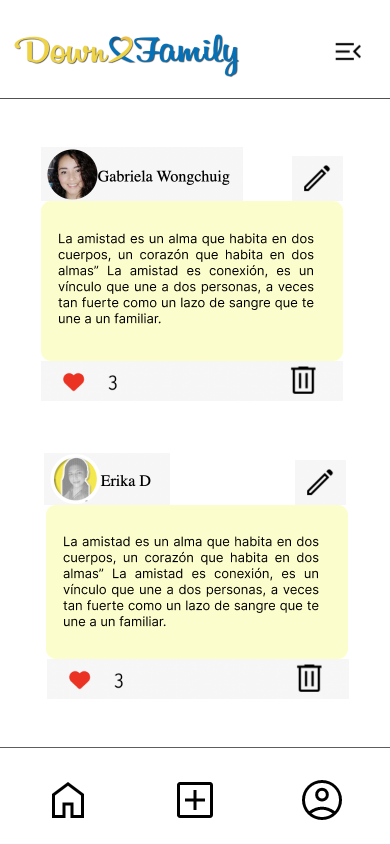 Down Family
Gabriela Wongchuig
La amistad es un alma que habita en dos
cuerpos, un corazón que habita en dos
almas” La amistad es conexión, es un
vínculo que une a dos personas, a veces
tan fuerte como un lazo de sangre que te
une a un familiar.
3
Erika D
La amistad es un alma que habita en dos
cuerpos, un corazón que habita en dos
almas” La amistad es conexión, es un
vínculo que une a dos personas, a veces
tan fuerte como un lazo de sangre que te
une a un familiar.
3